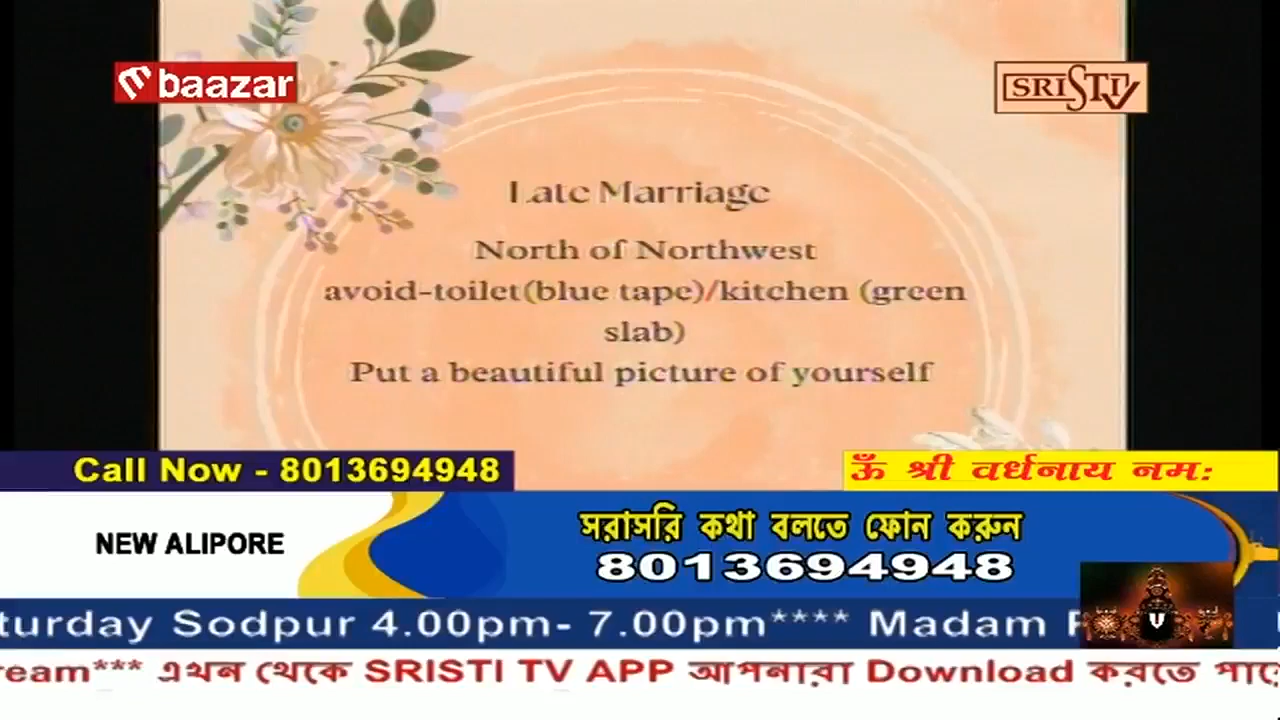 m baazar
SRISTI TV
Late Marriage
North of Northwest
avoid-toilet(blue tape)/kitchen (green
slab)
Put a beautiful picture of yourself
Call Now - 8013694948
ॐ श्री वर्धनाय नमः
NEW ALIPORE
সরাসরি কথা বলতে ফোন করুন
8013694948
turday Sodpur 4.00pm- 7.00pm**** Madam
ream*** এখন থেকে SRISTI TV APP আপনারা Download করতে পারে